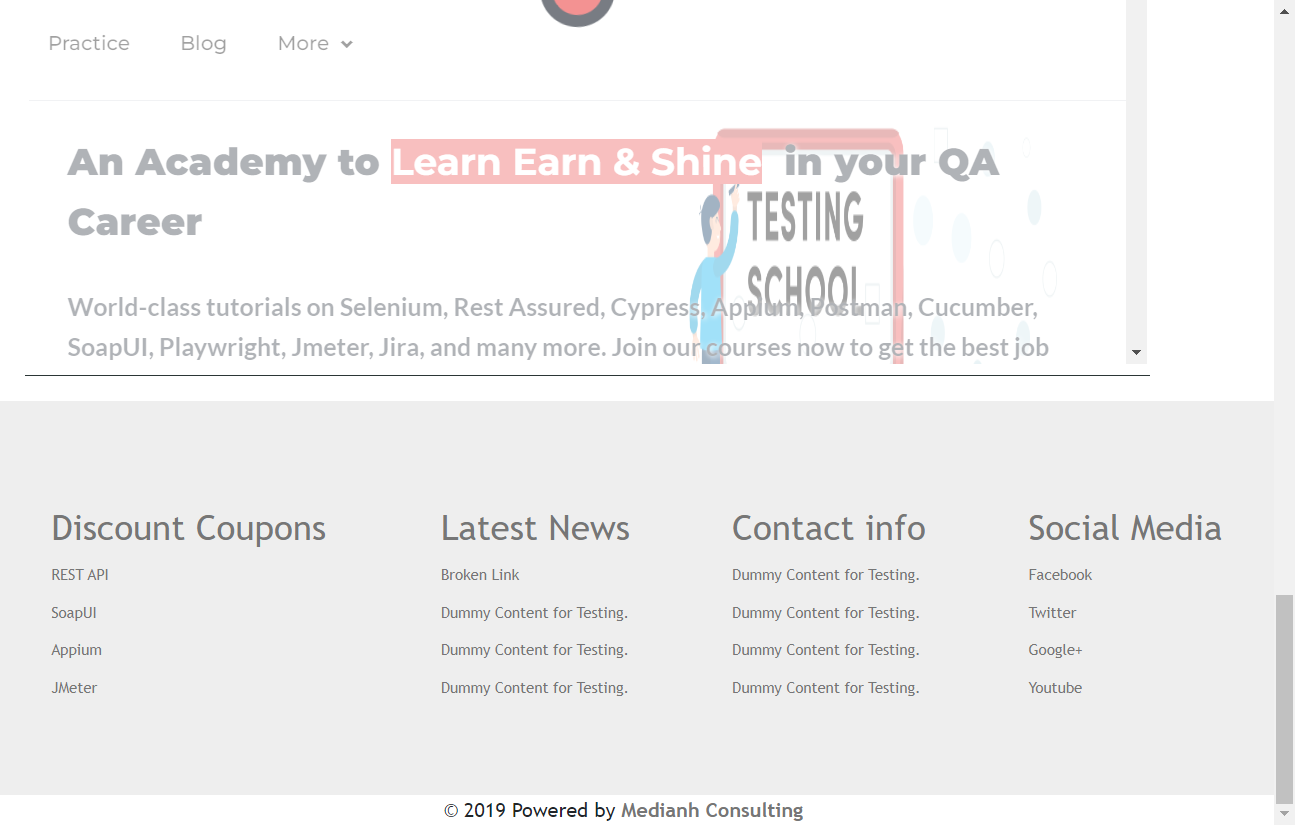 Practice Blog More
An Academy to Learn Earn & Shine in your QA
Career
TESTING
SCHOOL
World-class tutorials on Selenium, Rest Assured, Cypress, Appium, Postman, Cucumber,
SoapUI, Playwright, Jmeter, Jira, and many more. Join our courses now to get the best job
Discount Coupons
REST API
SoapUI
Appium
JMeter
Latest News
Broken Link
Dummy Content for Testing.
Dummy Content for Testing.
Dummy Content for Testing.
Contact info
Dummy Content for Testing.
Dummy Content for Testing.
Dummy Content for Testing.
Dummy Content for Testing.
Social Media
Facebook
Twitter
Google+
Youtube
© 2019 Powered by Medianh Consulting